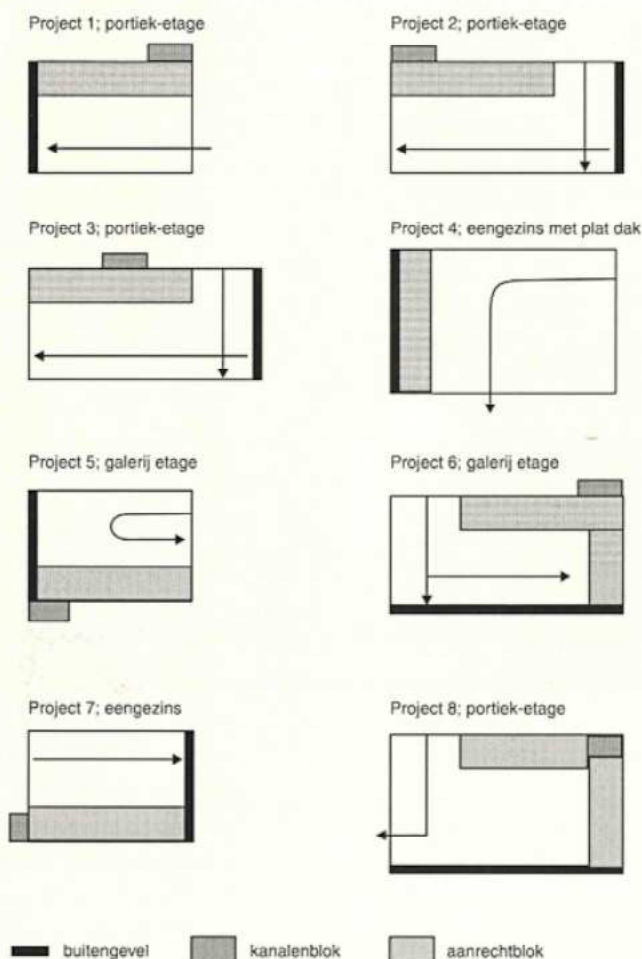 Project 1; portiek-etage
Project 2; portiek-etage
Project 3; portiek-etage
Project 4; eengezins met plat dak
Project 5; galerij etage
Project 6; galerij etage
Project 7; eengezins
Project 8; portiek-etage
buitengevel
kanalenblok
aanrechtblok